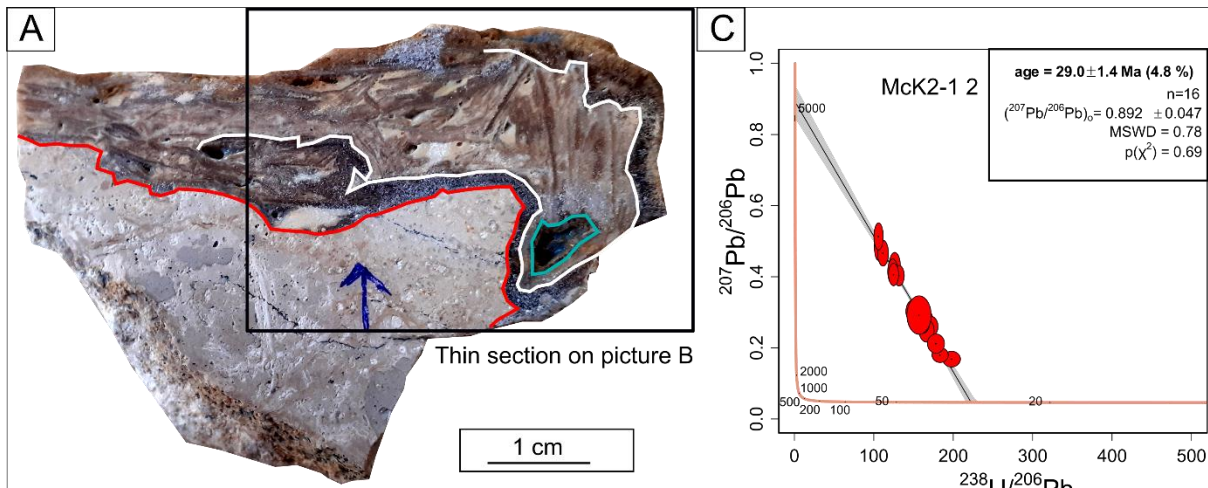 A
Thin section on picture B
1 cm
C
McK2-1 2
age = 29.0±1.4 Ma (4.8 %)
n=16
(²⁰⁷Pb/²⁰⁶Pb)₀= 0.892 ±0.047
MSWD = 0.78
p(χ²) = 0.69
²⁰⁷Pb/²⁰⁶Pb
1.0
0.8
0.6
0.4
0.2
0.0
5000
2000
1000
500
200
100
50
20
0
100
200
300
400
500
²³⁸U/²⁰⁶Pb